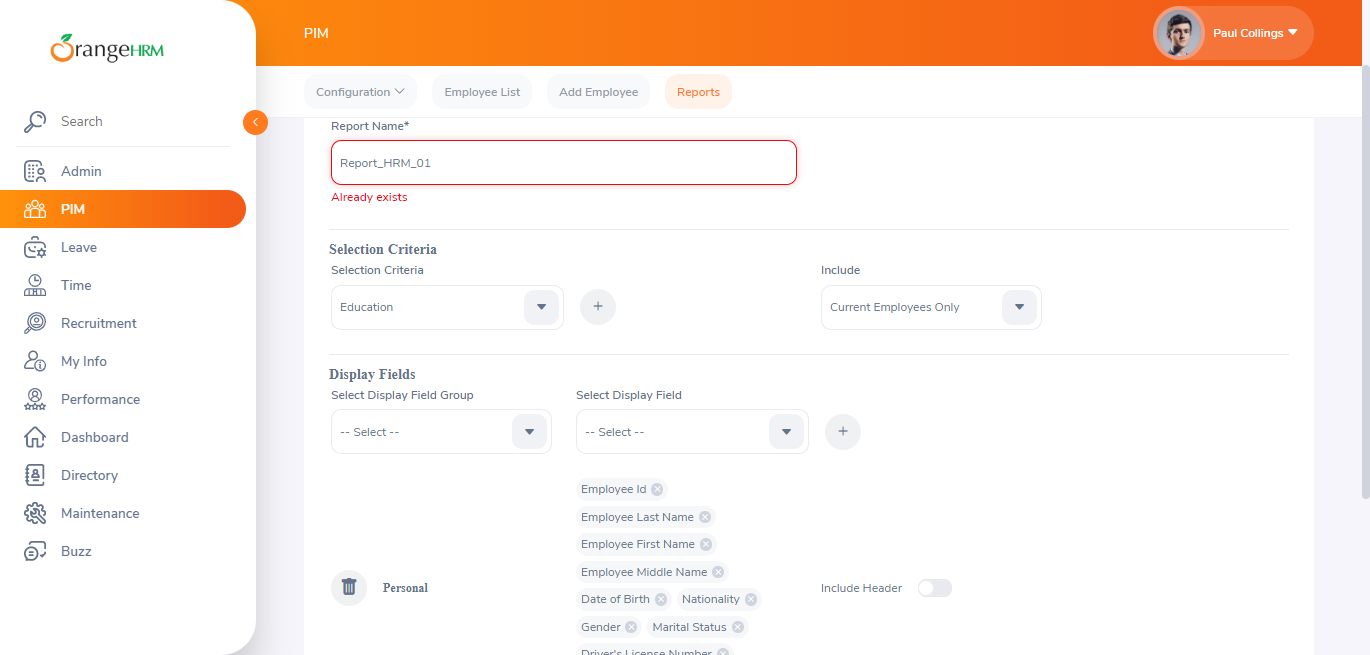 OrangeHRM
PIM
Paul Collings
Configuration
Employee List
Add Employee
Reports
Search
Admin
PIM
Leave
Time
Recruitment
My Info
Performance
Dashboard
Directory
Maintenance
Buzz
Report Name*
Report_HRM_01
Already exists
Selection Criteria
Selection Criteria
Include
Education
+
Current Employees Only
Display Fields
Select Display Field Group
Select Display Field
-- Select --
-- Select --
+
Employee Id
Employee Last Name
Employee First Name
Employee Middle Name
Personal
Include Header
Date of Birth
Nationality
Gender
Marital Status
Driver's License Number